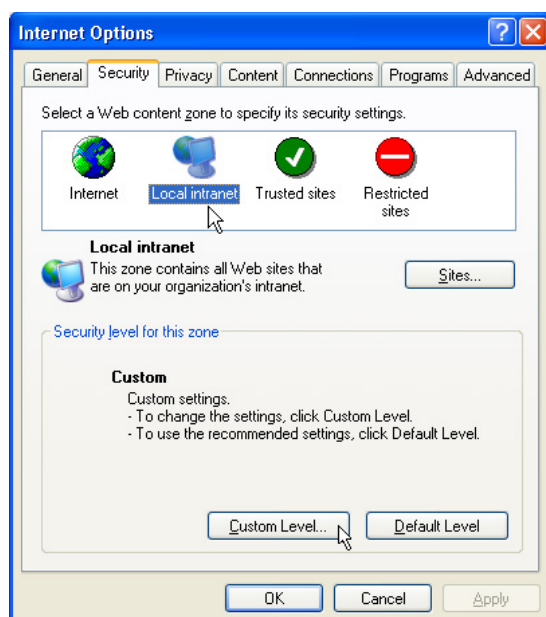 Internet Options
General Security Privacy Content Connections Programs Advanced
Select a Web content zone to specify its security settings.
Internet Local intranet Trusted sites Restricted
sites
Local intranet
This zone contains all Web sites that
are on your organization's intranet.
Sites...
Security level for this zone
Custom
Custom settings.
- To change the settings, click Custom Level.
- To use the recommended settings, click Default Level.
Custom Level... Default Level
OK Cancel Apply